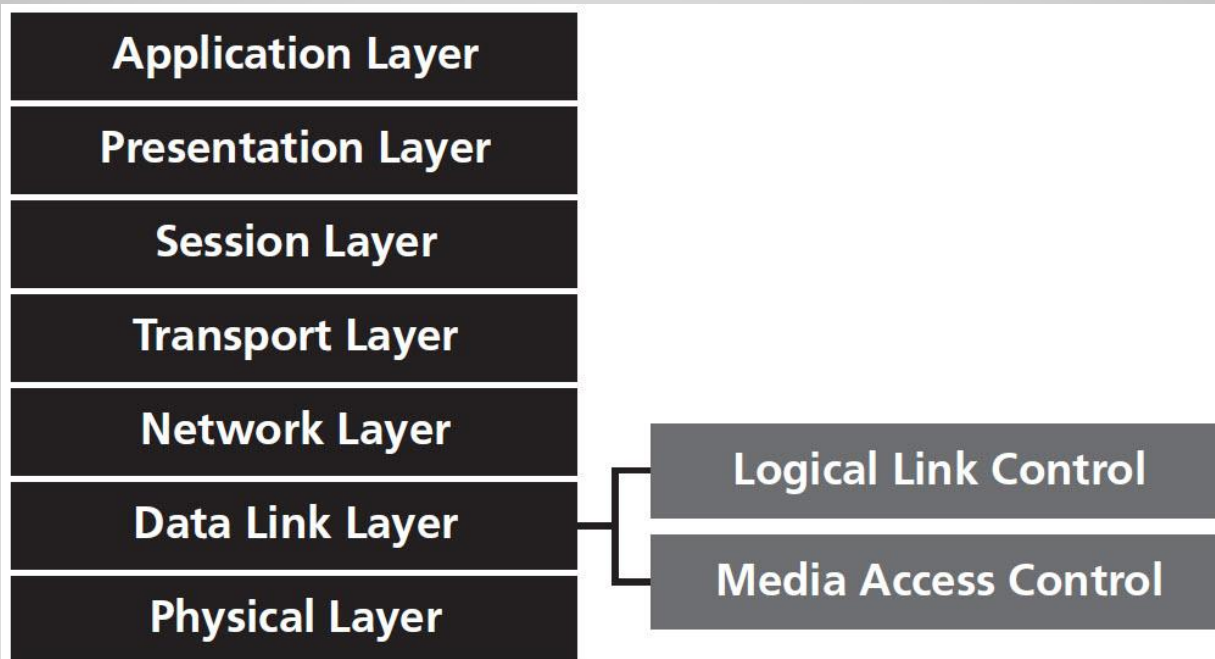 Application Layer
Presentation Layer
Session Layer
Transport Layer
Network Layer
Data Link Layer
Physical Layer
Logical Link Control
Media Access Control